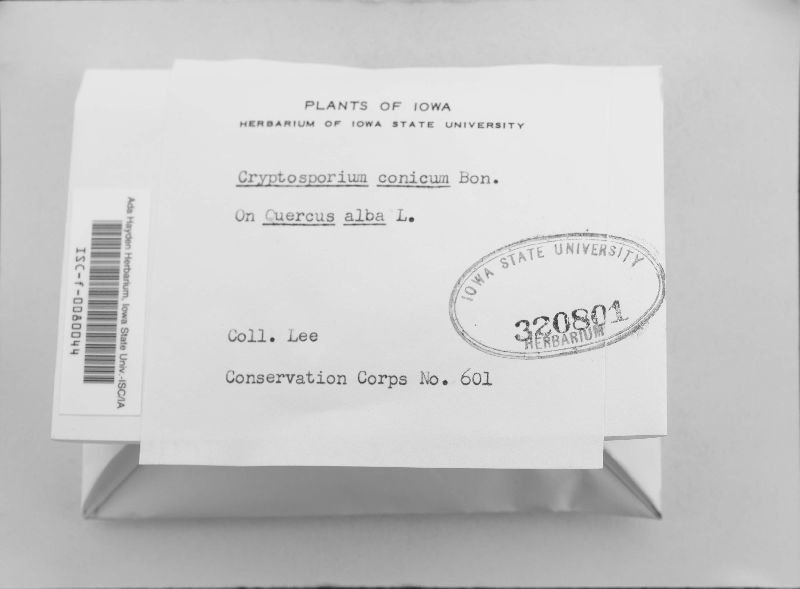 PLANTS OF IOWA
HERBARIUM OF IOWA STATE UNIVERSITY
Cryptosporium conicum Bon.
On Quercus alba L.
IOWA STATE UNIVERSITY
320801
HERBARIUM
Coll. Lee
Conservation Corps No. 601
Ada Hayden Herbarium, Iowa State Univ.-ISC/IA
ISC-f-0080044